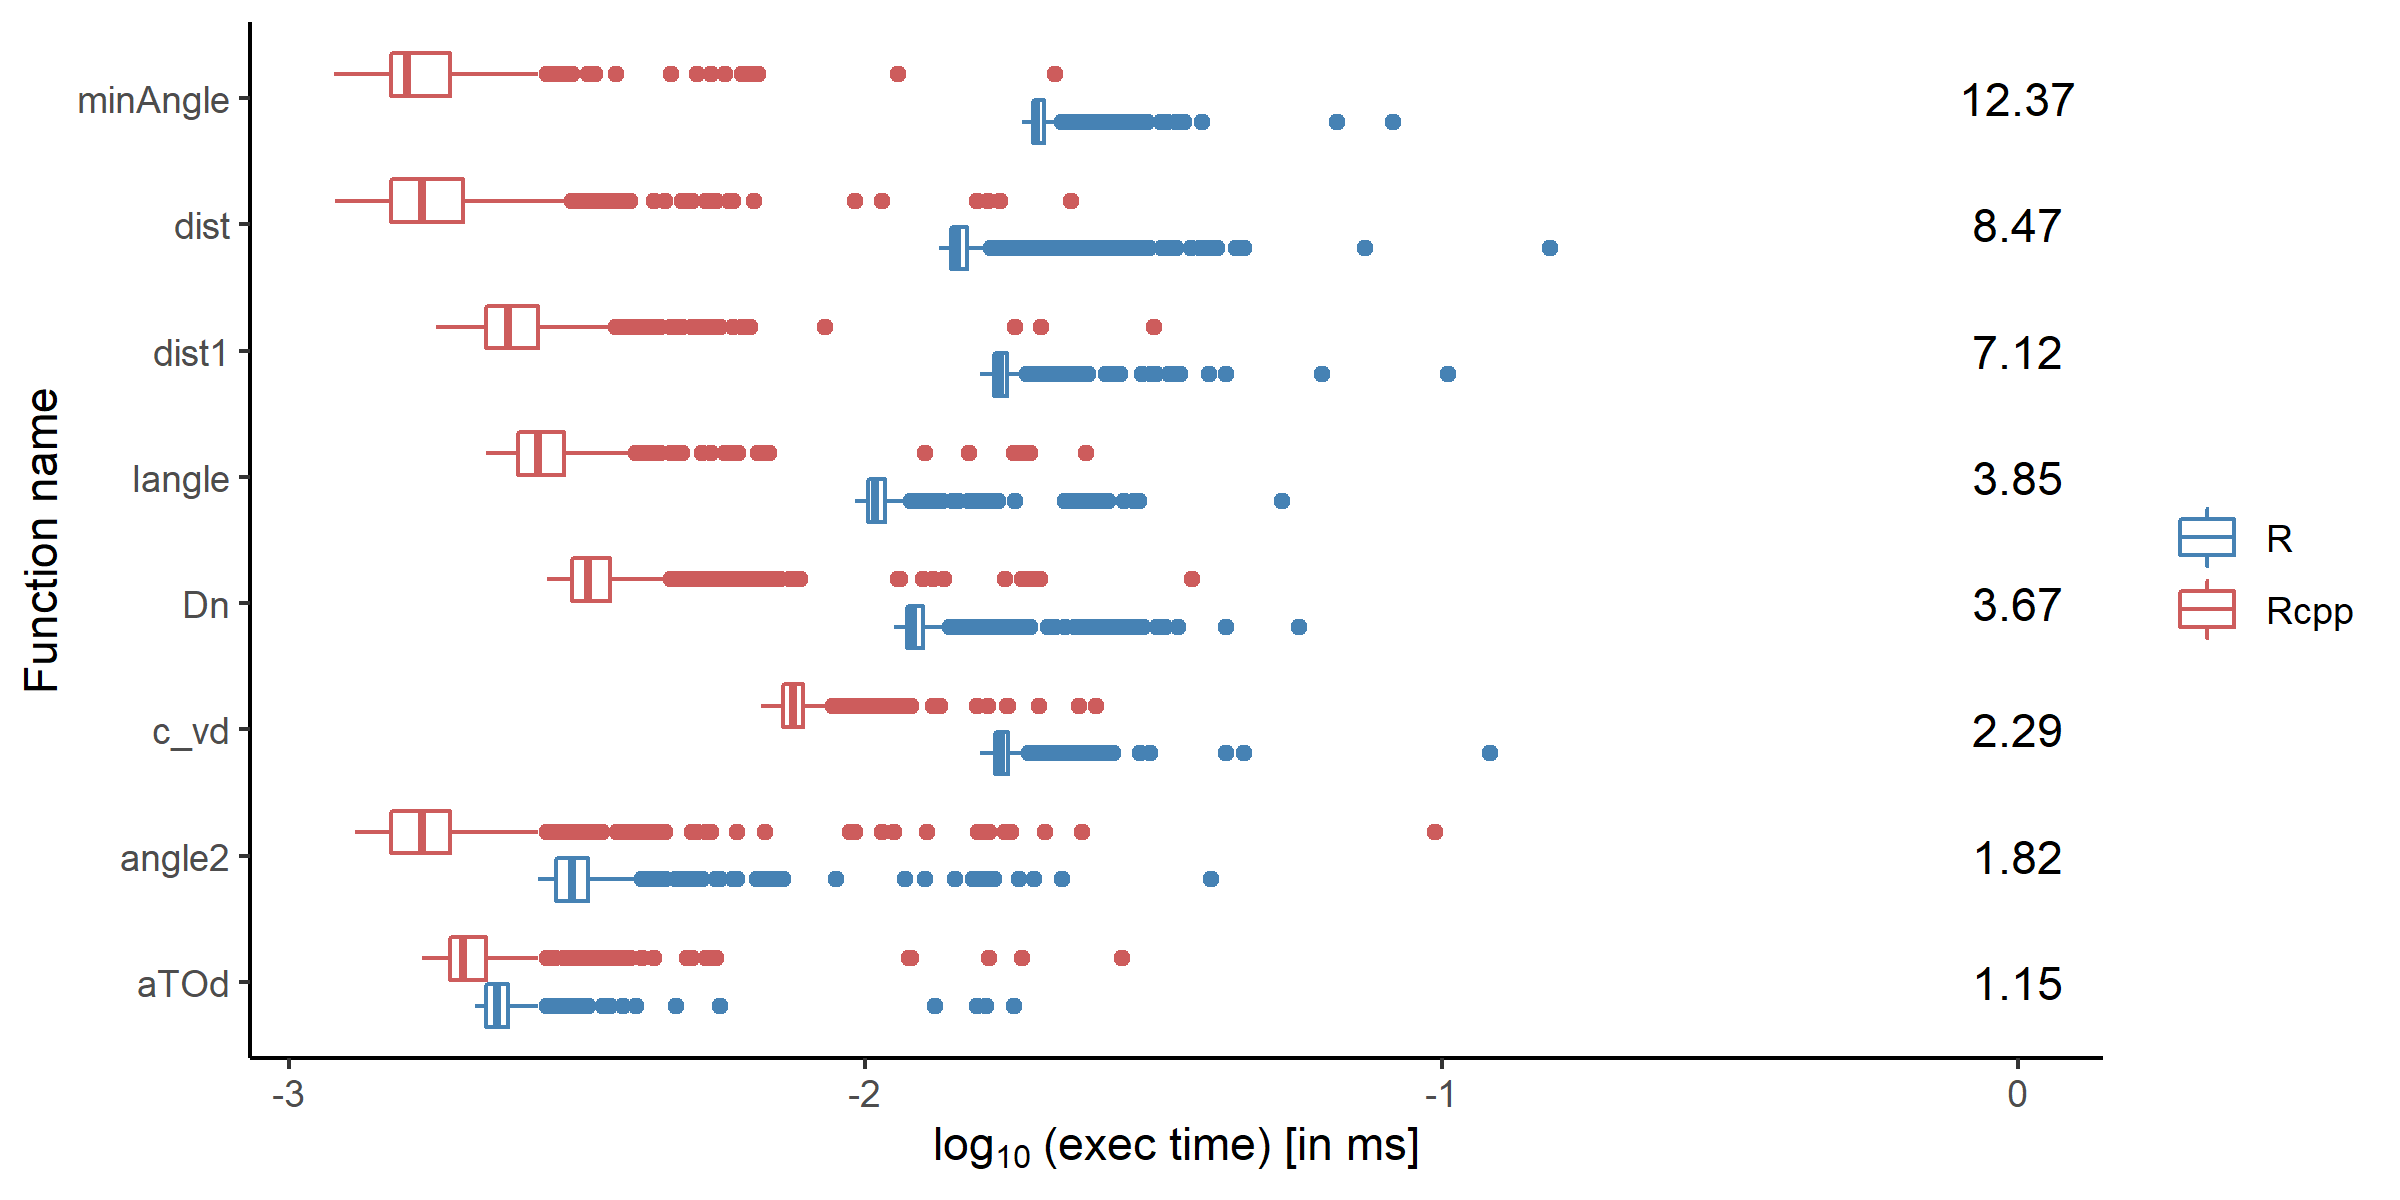 minAngle
12.37
dist
8.47
dist1
7.12
langle
3.85
Dn
3.67
c_vd
2.29
angle2
1.82
aTOd
1.15
Function name
R
Rcpp
-3 -2 -1 0
log₁₀ (exec time) [in ms]